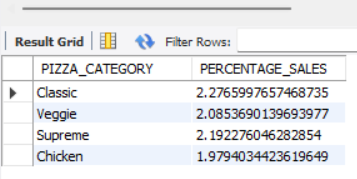 Result Grid Filter Rows:
PIZZA_CATEGORY PERCENTAGE_SALES
Classic 2.2765997657468735
Veggie 2.0853690139693977
Supreme 2.192276046282854
Chicken 1.9794034423619649